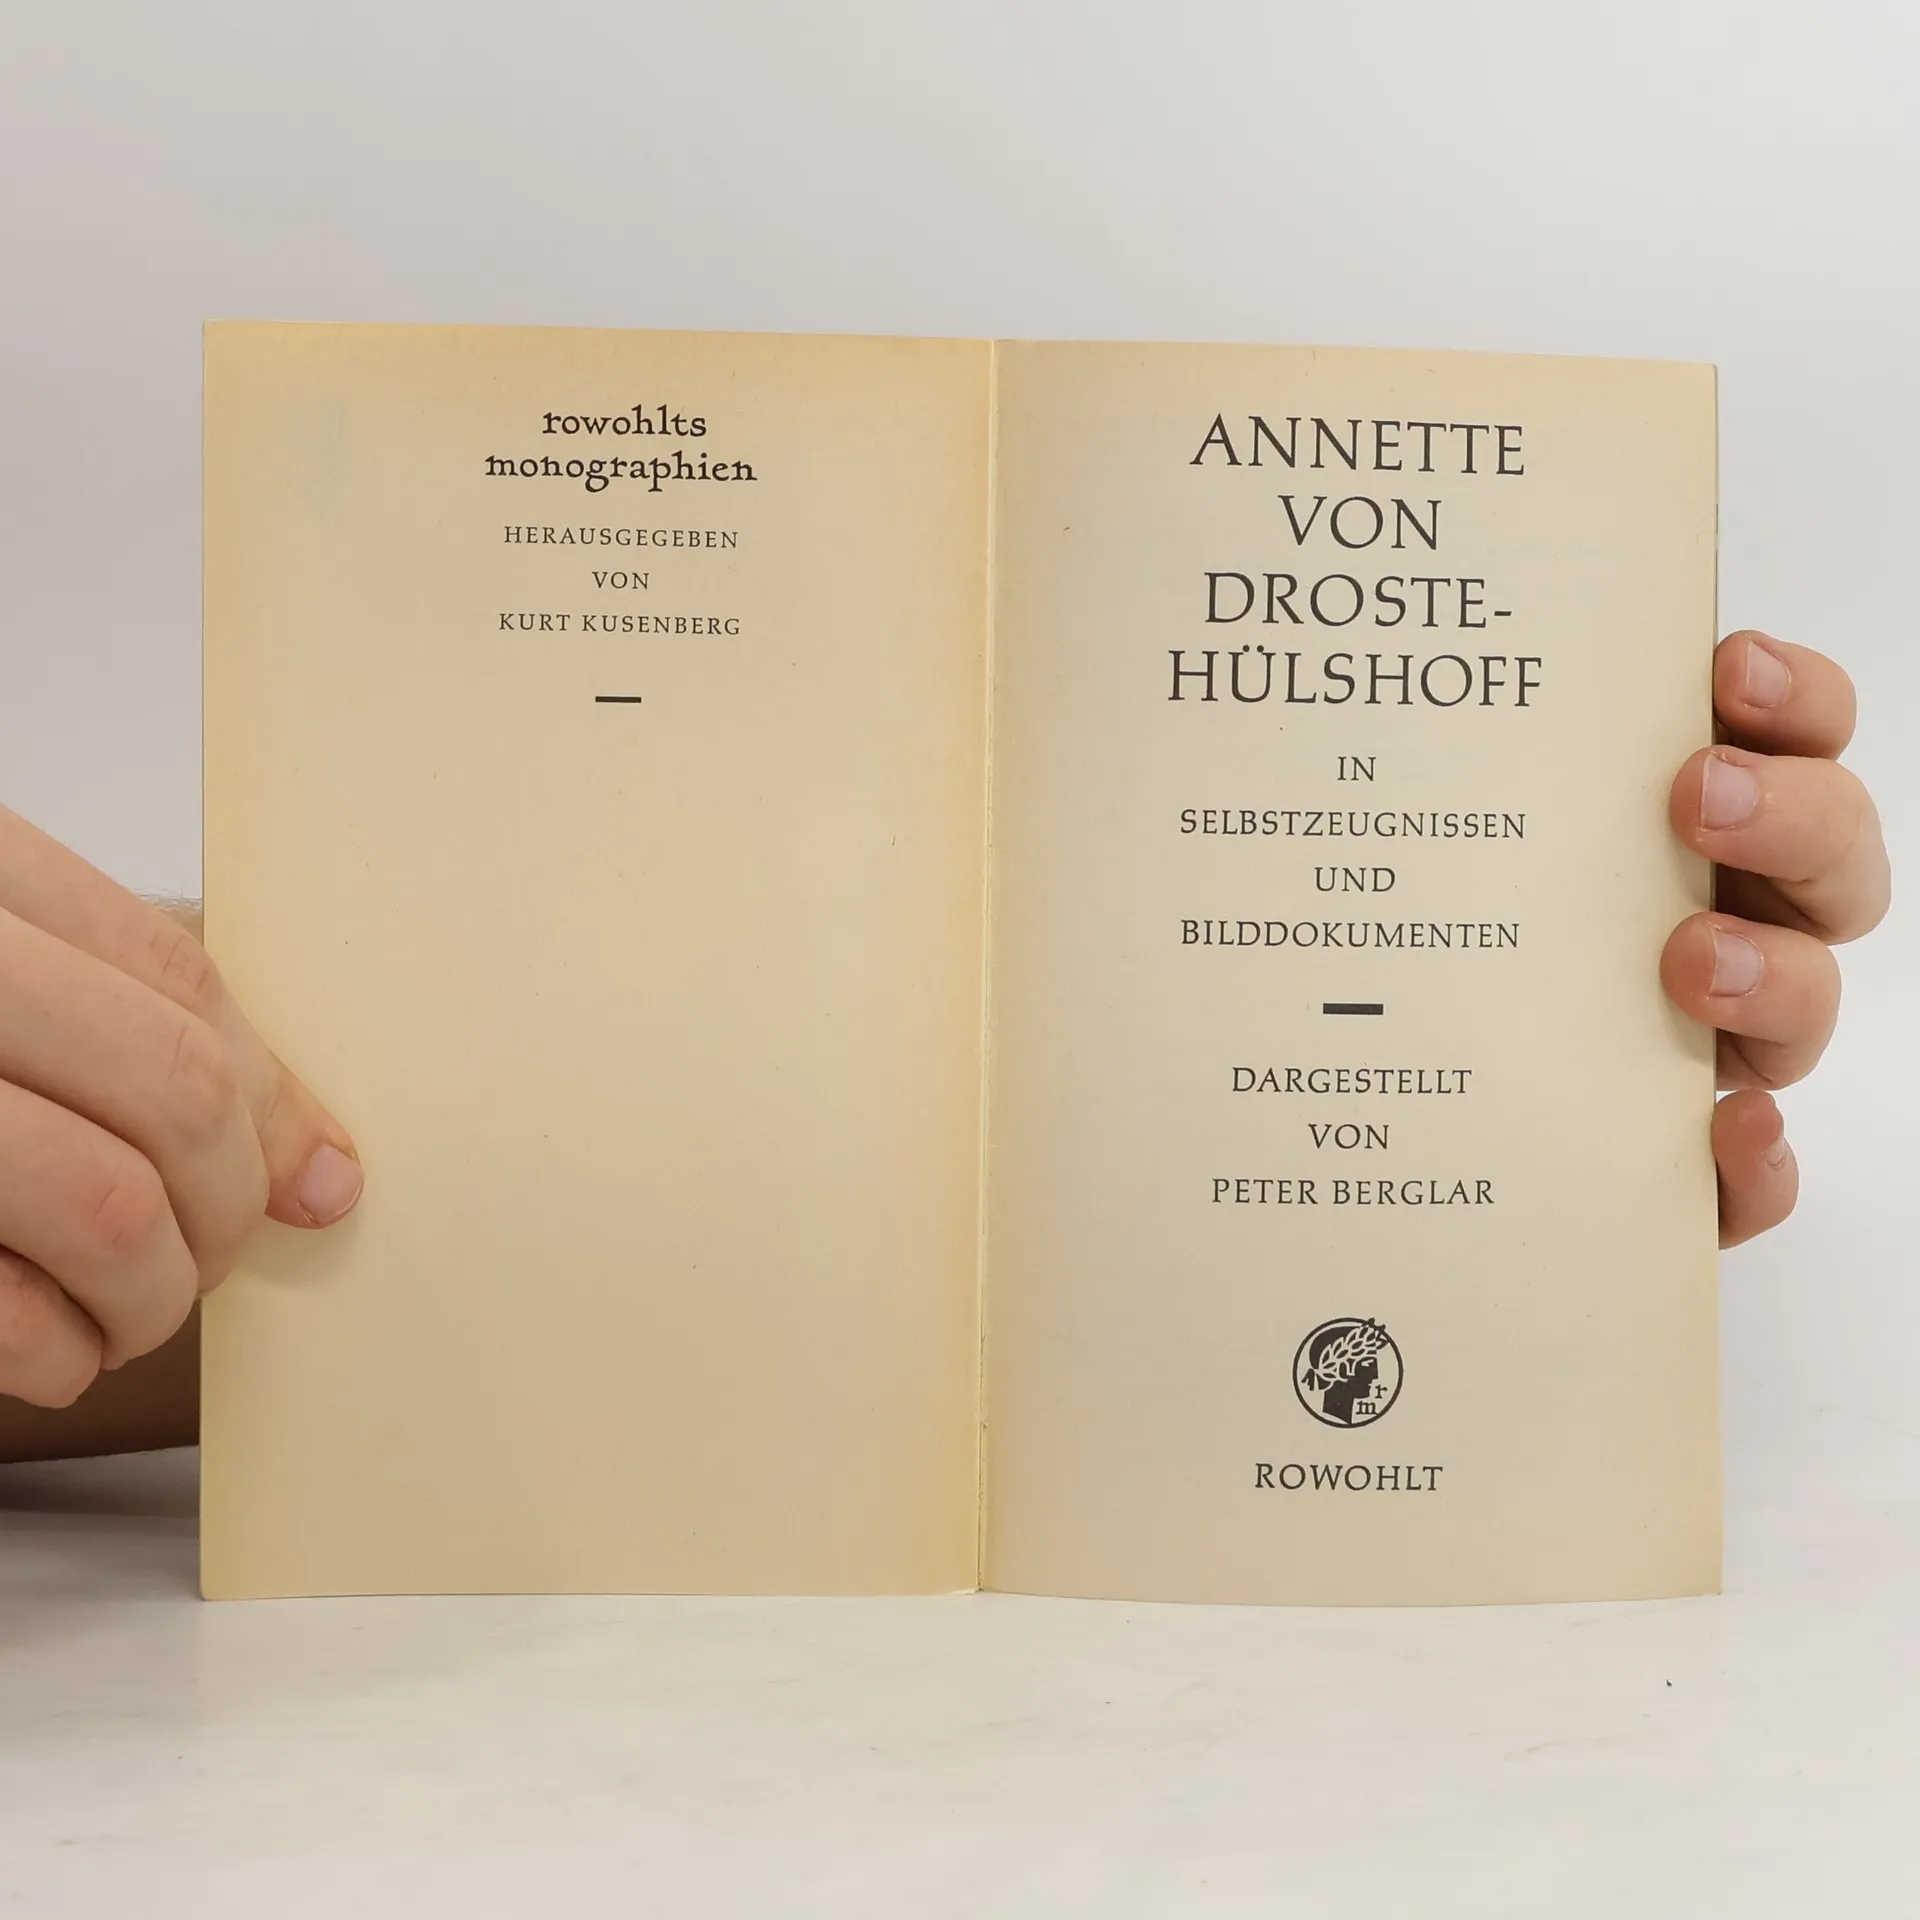 rowohlts
monographien
HERAUSGEGEBEN
VON
KURT KUSENBERG
ANNETTE
VON
DROSTE-
HÜLSHOFF
IN
SELBSTZEUGNISSEN
UND
BILDDOKUMENTEN
DARGESTELLT
VON
PETER BERGLAR
r
m
ROWOHLT